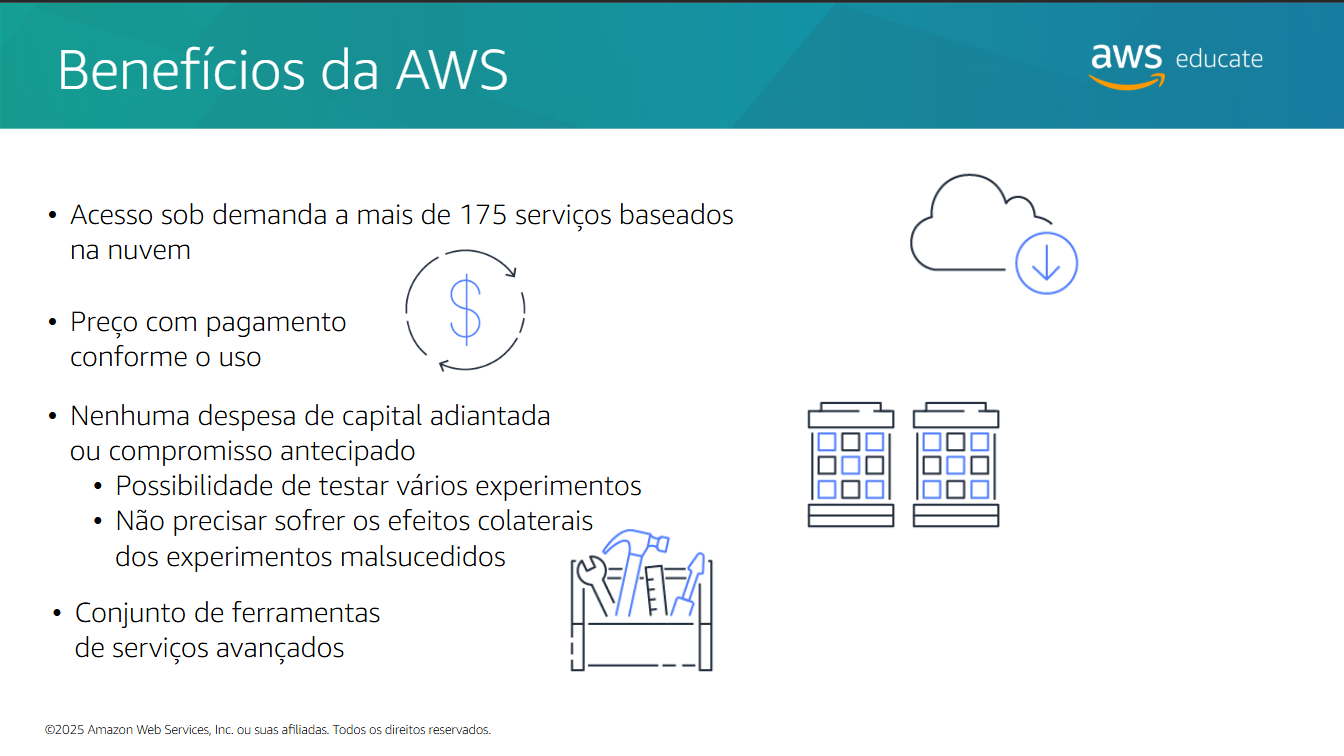 Benefícios da AWS
aws educate
• Acesso sob demanda a mais de 175 serviços baseados
na nuvem
$
• Preço com pagamento
conforme o uso
• Nenhuma despesa de capital adiantada
ou compromisso antecipado
• Possibilidade de testar vários experimentos
• Não precisar sofrer os efeitos colaterais
dos experimentos malsucedidos
• Conjunto de ferramentas
de serviços avançados
©2025 Amazon Web Services, Inc. ou suas afiliadas. Todos os direitos reservados.